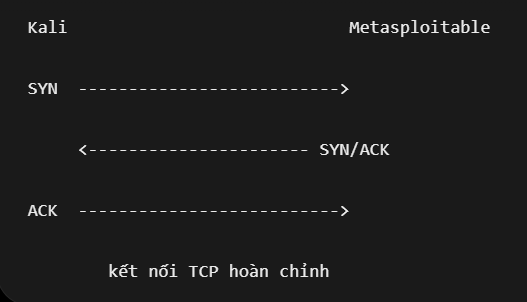 Kali Metasploitable
SYN -------------------------->
<---------------------- SYN/ACK
ACK -------------------------->
kết nối TCP hoàn chỉnh